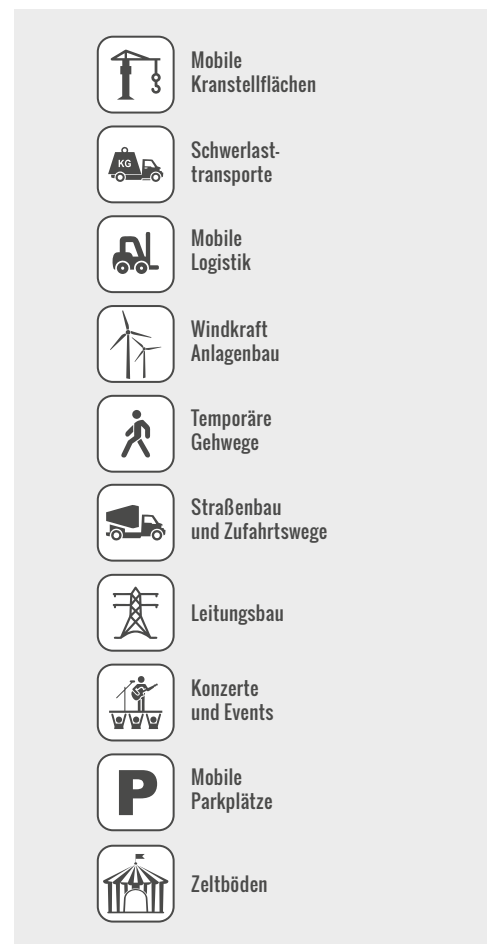 Mobile
Kranstellflächen
KG
Schwerlast-
transporte
Mobile
Logistik
Windkraft
Anlagenbau
Temporäre
Gehwege
Straßenbau
und Zufahrtswege
Leitungsbau
Konzerte
und Events
P
Mobile
Parkplätze
Zeltböden